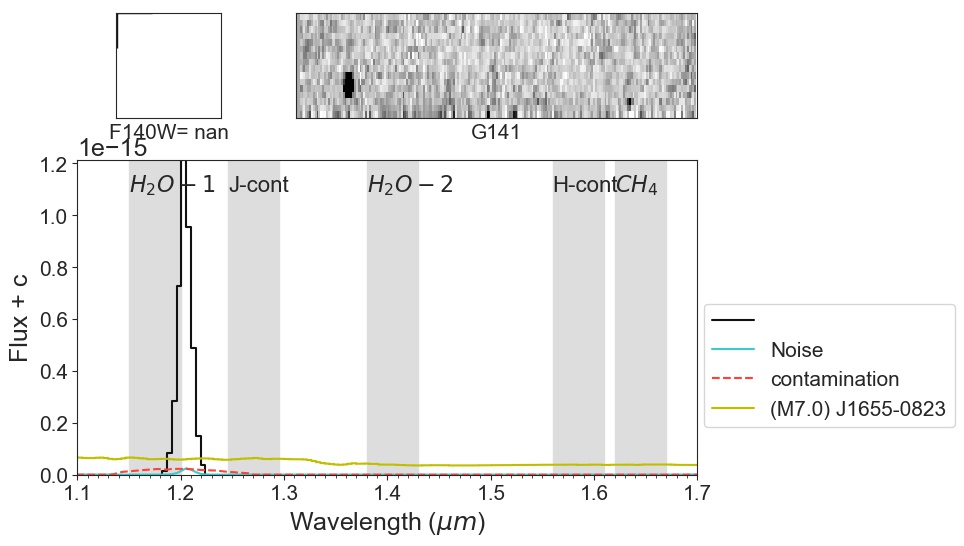 F140W= nan
G141
1e−15
H₂O − 1
J-cont
H₂O − 2
H-cont
CH₄
1.0
0.8
0.6
0.4
0.2
0.0
Flux + c
1.1
1.2
1.3
1.4
1.5
1.6
1.7
Wavelength (μm)
Noise
contamination
(M7.0) J1655-0823